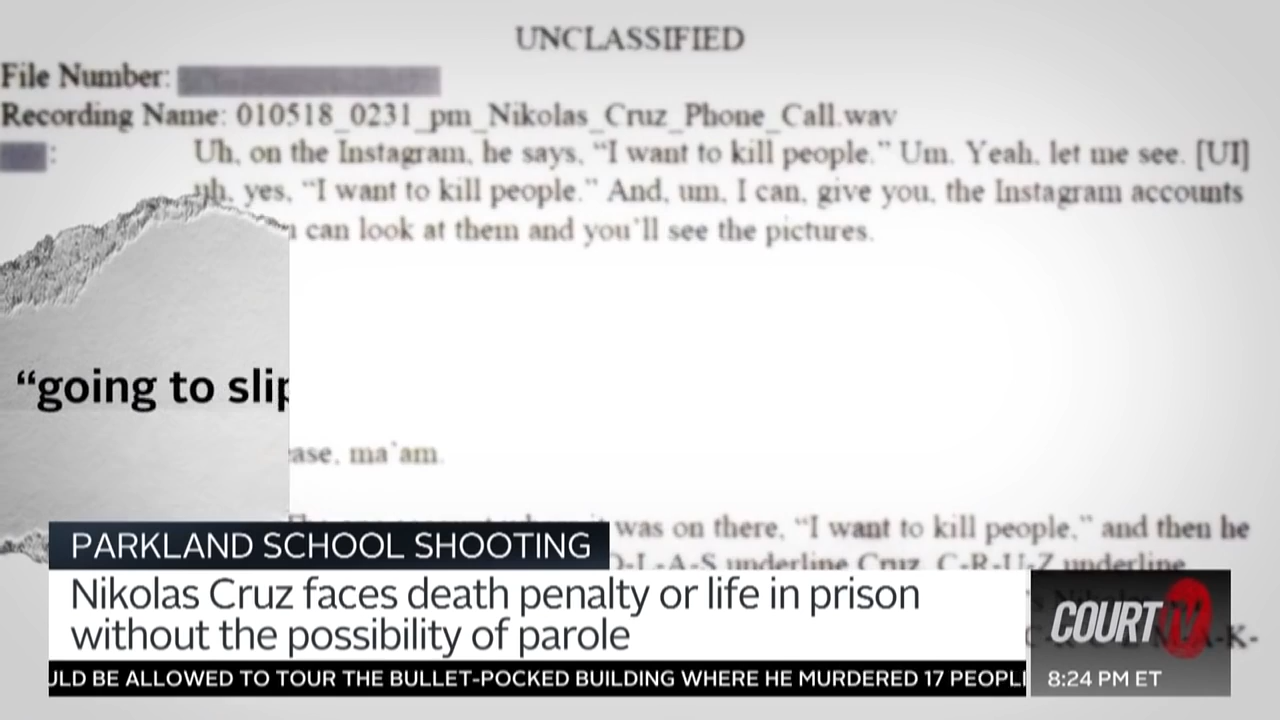 UNCLASSIFIED
File Number:
Recording Name: 010518_0231_pm_Nikolas_Cruz_Phone_Call.wav
: Uh, on the Instagram, he says, “I want to kill people.” Um. Yeah, let me see. [UI]
uh, yes, “I want to kill people.” And, um, I can, give you, the Instagram accounts
can look at them and you’ll see the pictures.
“going to slip
ase, ma’am.
was on there, “I want to kill people,” and then he
D-L-A-S underline Cruz, C-R-U-Z underline
PARKLAND SCHOOL SHOOTING
Nikolas Cruz faces death penalty or life in prison
without the possibility of parole
COURT TV
-K-
ULD BE ALLOWED TO TOUR THE BULLET-POCKED BUILDING WHERE HE MURDERED 17 PEOPL
8:24 PM ET